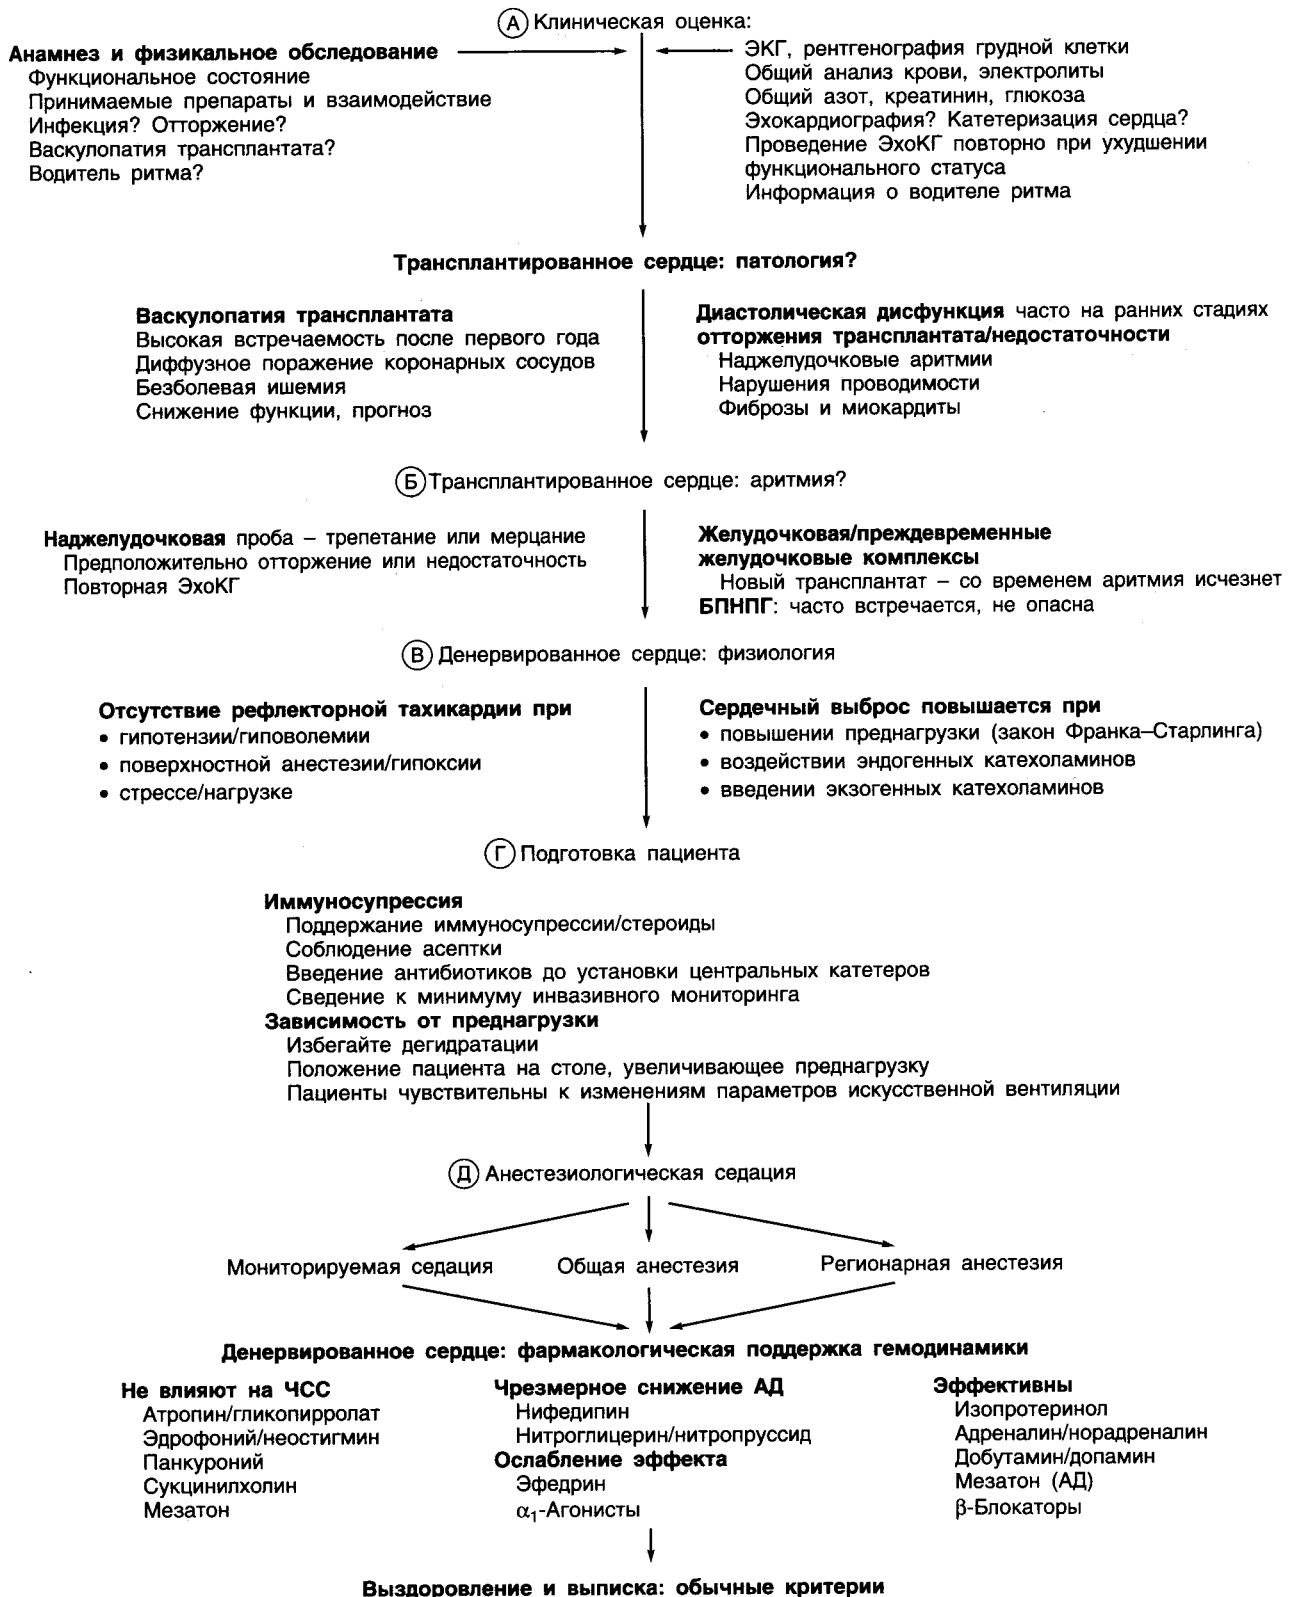 А Клиническая оценка:
Анамнез и физикальное обследование
Функциональное состояние
Принимаемые препараты и взаимодействие
Инфекция? Отторжение?
Васкулопатия трансплантата?
Водитель ритма?
ЭКГ, рентгенография грудной клетки
Общий анализ крови, электролиты
Общий азот, креатинин, глюкоза
Эхокардиография? Катетеризация сердца?
Проведение ЭхоКГ повторно при ухудшении
функционального статуса
Информация о водителе ритма
Трансплантированное сердце: патология?
Васкулопатия трансплантата
Высокая встречаемость после первого года
Диффузное поражение коронарных сосудов
Безболевая ишемия
Снижение функции, прогноз
Диастолическая дисфункция часто на ранних стадиях
отторжения трансплантата/недостаточности
Наджелудочковые аритмии
Нарушения проводимости
Фиброзы и миокардиты
Б Трансплантированное сердце: аритмия?
Наджелудочковая проба – трепетание или мерцание
Предположительно отторжение или недостаточность
Повторная ЭхоКГ
Желудочковая/преждевременные
желудочковые комплексы
Новый трансплантат – со временем аритмия исчезнет
БПНПГ: часто встречается, не опасна
В Денервированное сердце: физиология
Отсутствие рефлекторной тахикардии при
• гипотензии/гиповолемии
• поверхностной анестезии/гипоксии
• стрессе/нагрузке
Сердечный выброс повышается при
• повышении преднагрузки (закон Франка–Старлинга)
• воздействии эндогенных катехоламинов
• введении экзогенных катехоламинов
Г Подготовка пациента
Иммуносупрессия
Поддержание иммуносупрессии/стероиды
Соблюдение асептки
Введение антибиотиков до установки центральных катетеров
Сведение к минимуму инвазивного мониторинга
Зависимость от преднагрузки
Избегайте дегидратации
Положение пациента на столе, увеличивающее преднагрузку
Пациенты чувствительны к изменениям параметров искусственной вентиляции
Д Анестезиологическая седация
Мониторируемая седация
Общая анестезия
Регионарная анестезия
Денервированное сердце: фармакологическая поддержка гемодинамики
Не влияют на ЧСС
Атропин/гликопирролат
Эдрофоний/неостигмин
Панкуроний
Сукцинилхолин
Мезатон
Чрезмерное снижение АД
Нифедипин
Нитроглицерин/нитропруссид
Ослабление эффекта
Эфедрин
α₁-Агонисты
Эффективны
Изопротеринол
Адреналин/норадреналин
Добутамин/допамин
Мезатон (АД)
β-Блокаторы
Выздоровление и выписка: обычные критерии